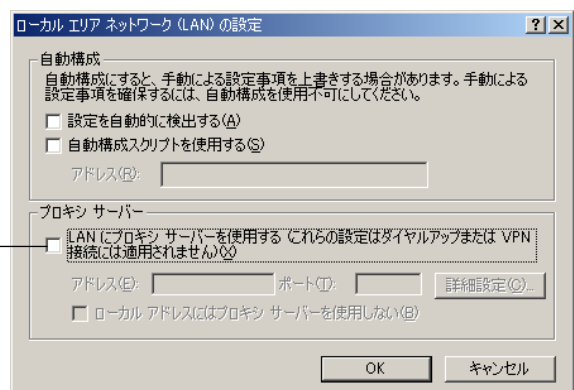 ローカル エリア ネットワーク (LAN) の設定
自動構成
自動構成にすると、手動による設定事項を上書きする場合があります。手動による
設定事項を確保するには、自動構成を使用不可にしてください。
設定を自動的に検出する(A)
自動構成スクリプトを使用する(S)
アドレス(R):
プロキシ サーバー
LAN にプロキシ サーバーを使用する (これらの設定はダイヤルアップまたは VPN
接続には適用されません)(X)
アドレス(E): ポート(T): 詳細設定(C)...
ローカル アドレスにはプロキシ サーバーを使用しない(B)
OK キャンセル